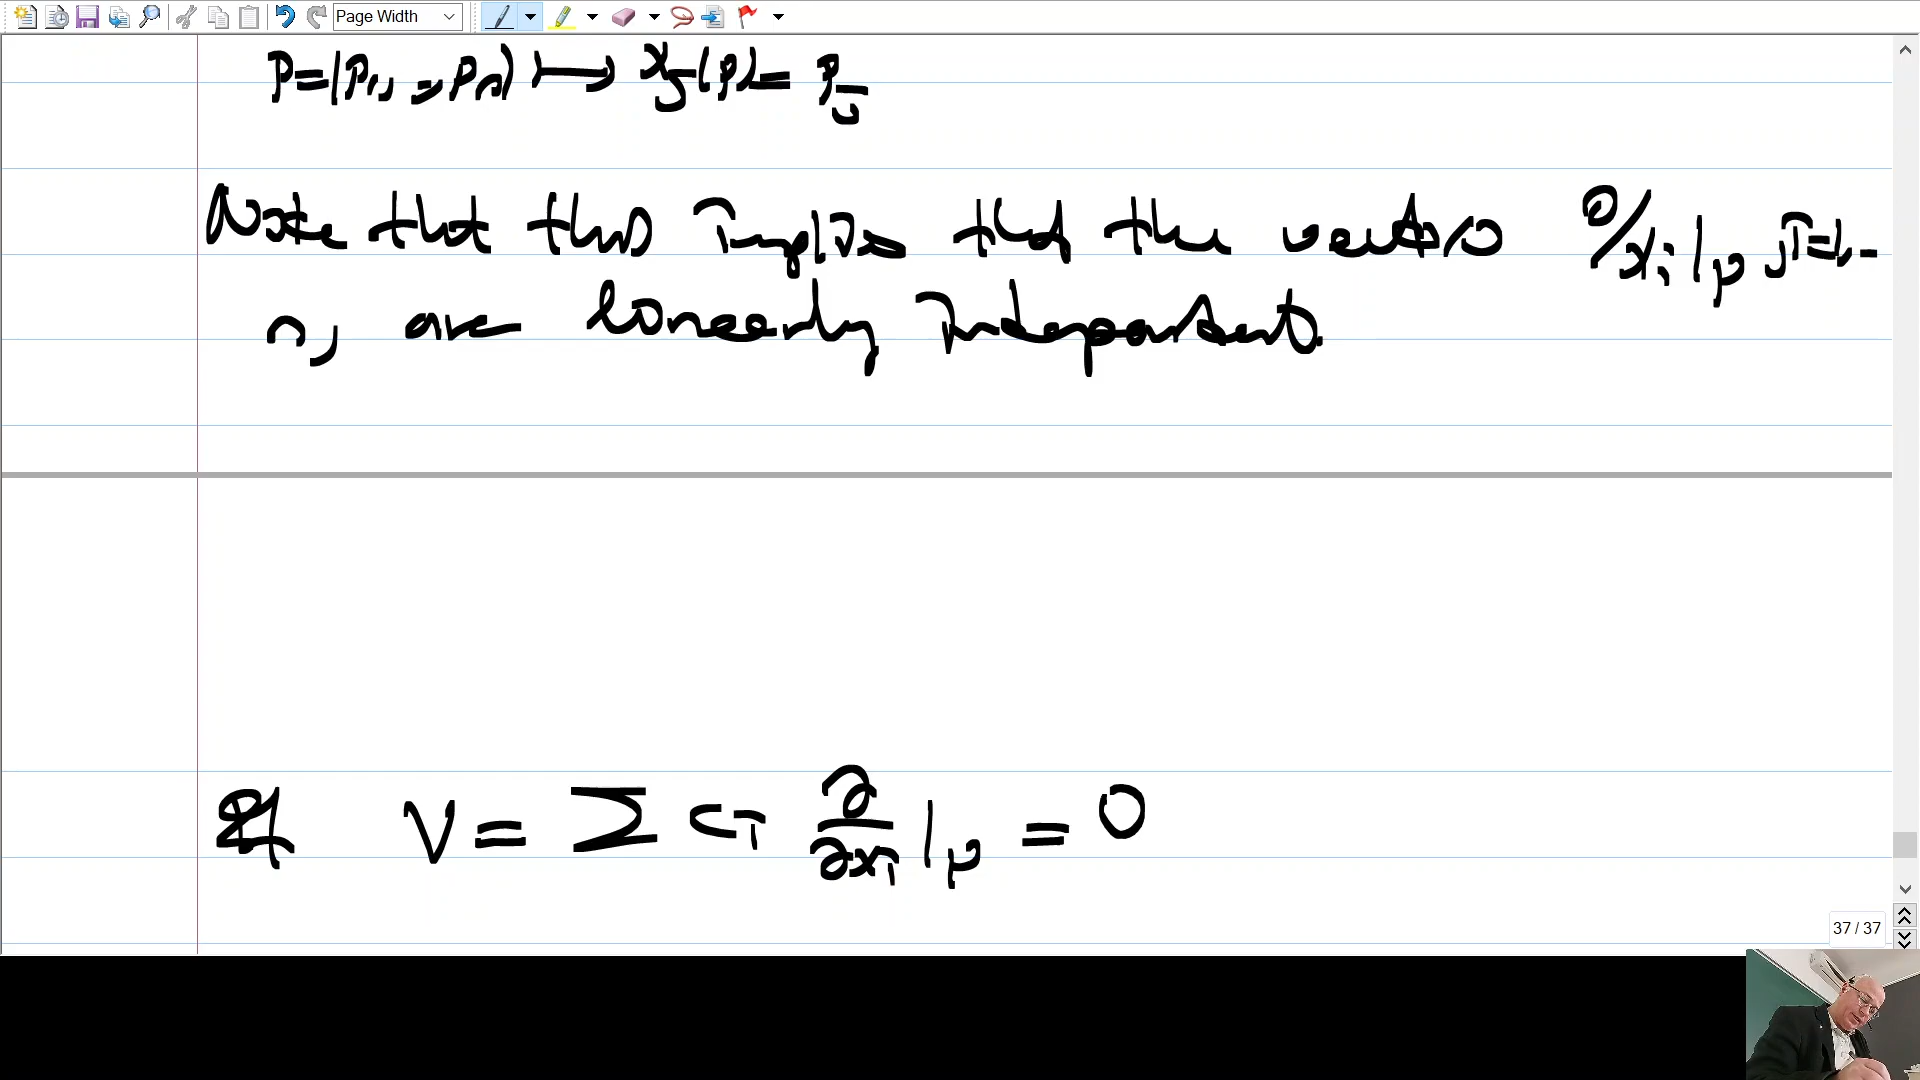 Page Width
P=(P₁, _, Pₙ) ⟼ xⱼ(p)= Pⱼ
Note that this implies that the vectors ∂/xᵢ|ₚ, i=1,-
n, are linearly independent.
If V = Σ cᵢ ∂/∂xᵢ|ₚ = 0
37 / 37